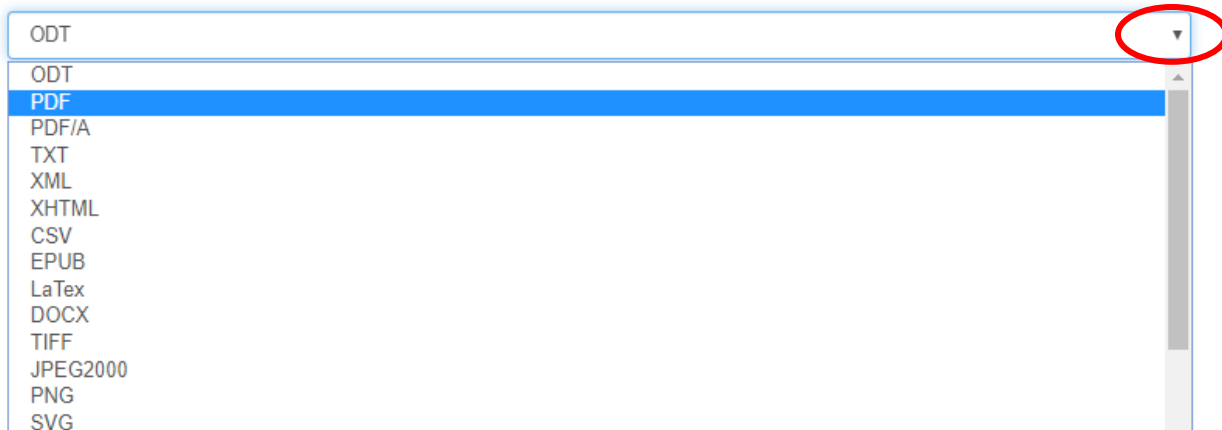 ODT
ODT
PDF
PDF/A
TXT
XML
XHTML
CSV
EPUB
LaTex
DOCX
TIFF
JPEG2000
PNG
SVG